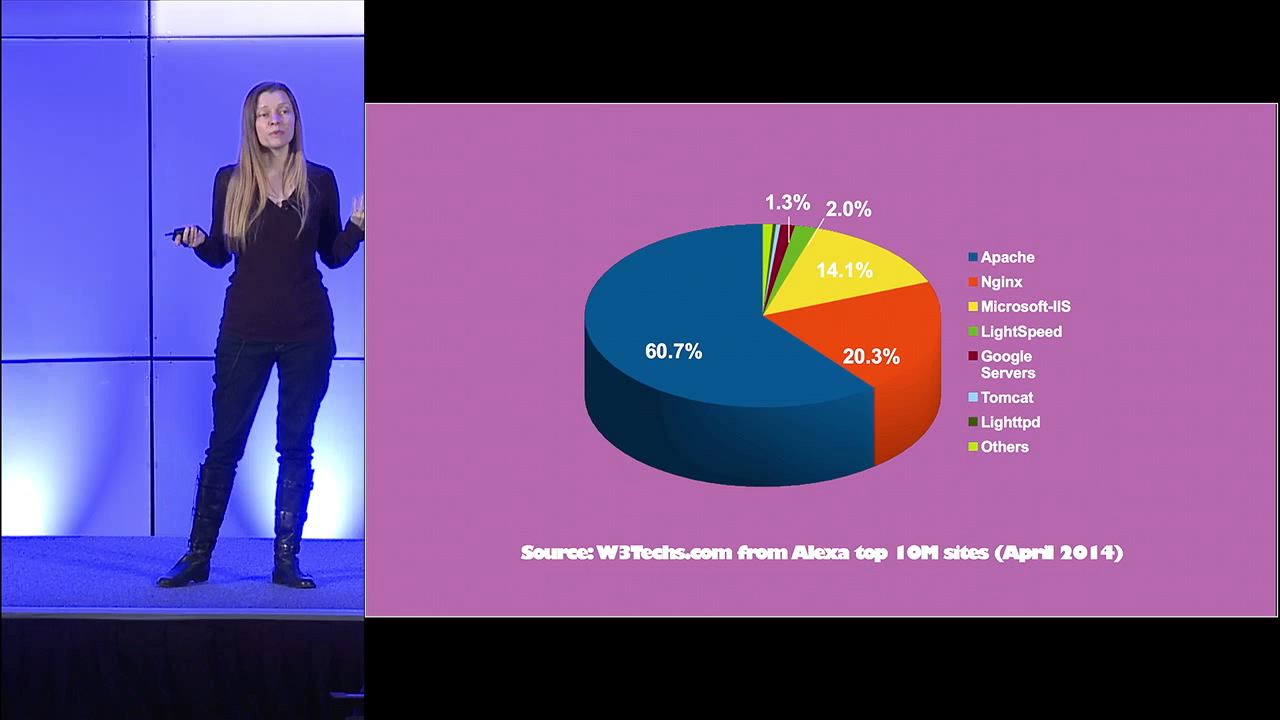 1.3%
2.0%
14.1%
60.7%
20.3%
Apache
Nginx
Microsoft-IIS
LightSpeed
Google
Servers
Tomcat
Lighttpd
Others
Source: W3Techs.com from Alexa top 10M sites (April 2014)